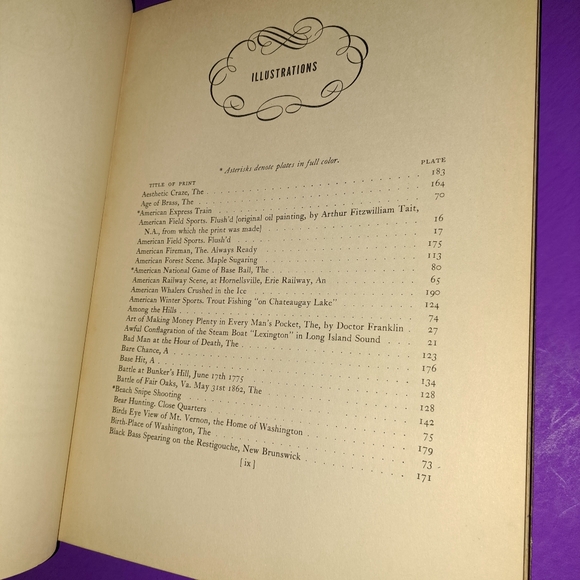 ILLUSTRATIONS
* Asterisks denote plates in full color.
TITLE OF PRINT PLATE
Aesthetic Craze, The 183
Age of Brass, The 164
*American Express Train 70
American Field Sports. Flush'd [original oil painting, by Arthur Fitzwilliam Tait,
N.A., from which the print was made] 16
American Field Sports. Flush'd 17
American Fireman, The. Always Ready 175
American Forest Scene. Maple Sugaring 113
*American National Game of Base Ball, The 80
American Railway Scene, at Hornellsville, Erie Railway, An 65
American Whalers Crushed in the Ice 190
American Winter Sports. Trout Fishing "on Chateaugay Lake" 124
Among the Hills 74
Art of Making Money Plenty in Every Man's Pocket, The, by Doctor Franklin 27
Awful Conflagration of the Steam Boat "Lexington" in Long Island Sound 21
Bad Man at the Hour of Death, The 123
Bare Chance, A 176
Base Hit, A 134
Battle at Bunker's Hill, June 17th 1775 128
Battle of Fair Oaks, Va. May 31st 1862, The 128
*Beach Snipe Shooting 142
Bear Hunting. Close Quarters 75
Birds Eye View of Mt. Vernon, the Home of Washington 179
Birth-Place of Washington, The 73
Black Bass Spearing on the Restigouche, New Brunswick 171
[ix]